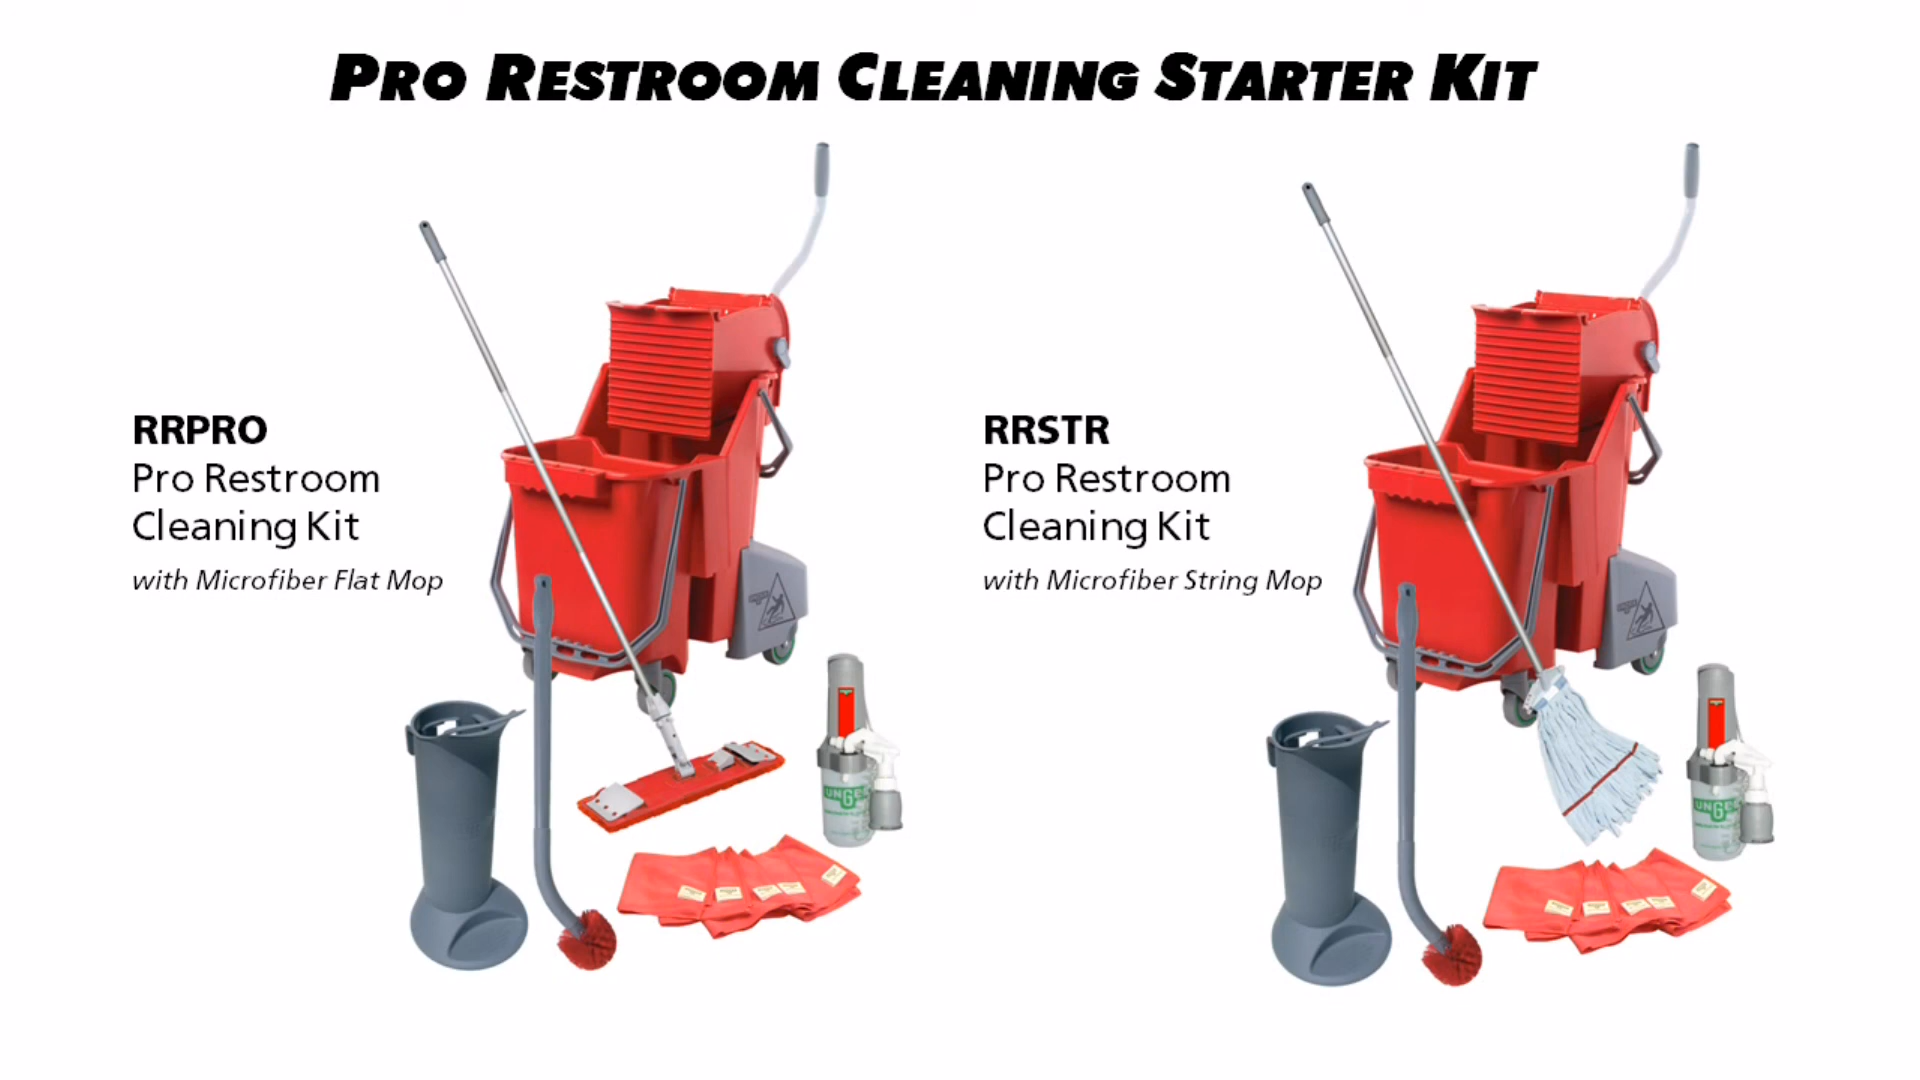 PRO RESTROOM CLEANING STARTER KIT
RRPRO
Pro Restroom
Cleaning Kit
with Microfiber Flat Mop
RRSTR
Pro Restroom
Cleaning Kit
with Microfiber String Mop
UNGER